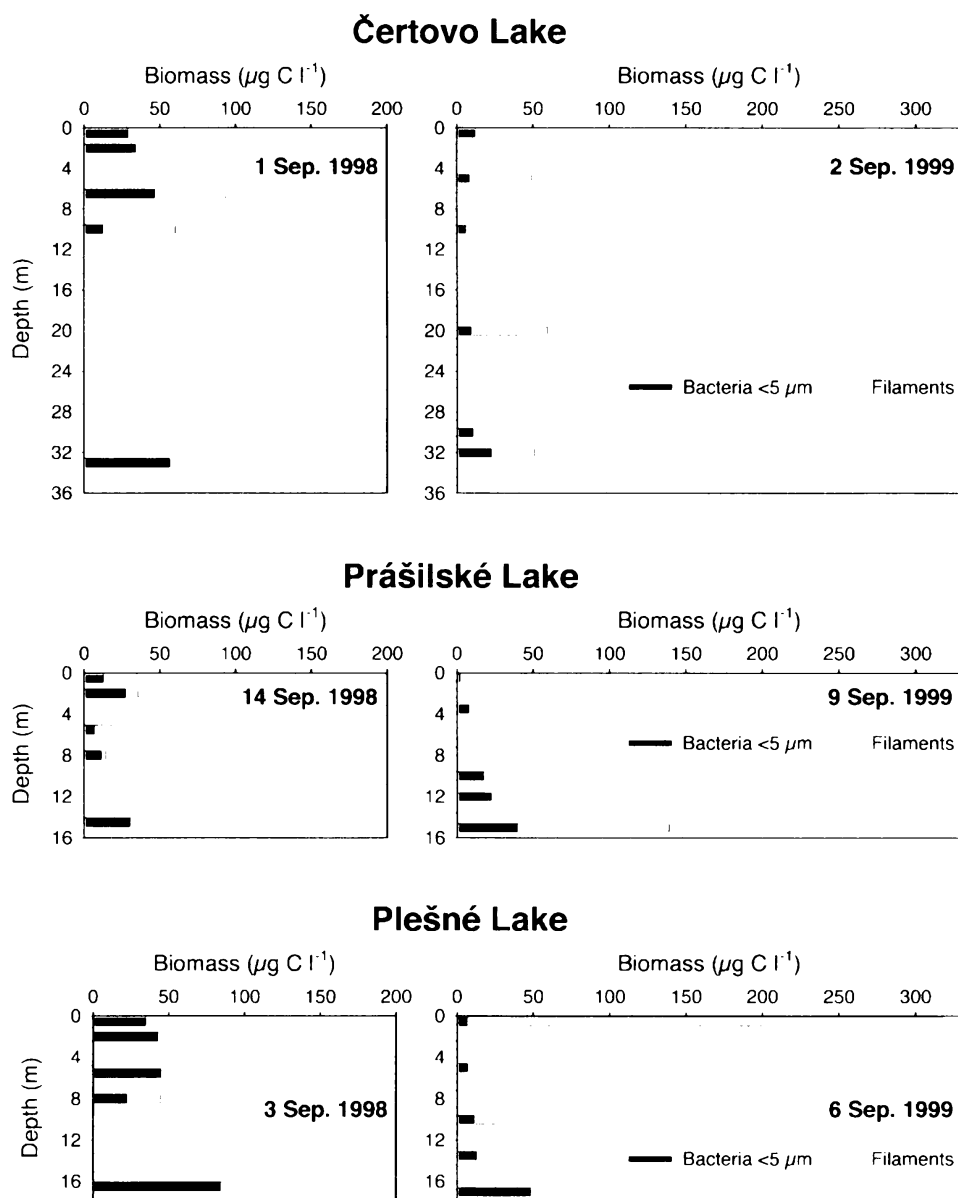 Čertovo Lake
Biomass (µg C l⁻¹) Biomass (µg C l⁻¹)
0 50 100 150 200 0 50 100 150 200 250 300
Depth (m)
0 4 8 12 16 20 24 28 32 36
1 Sep. 1998
0 4 8 12 16 20 24 28 32 36
2 Sep. 1999
Bacteria <5 µm Filaments
Prášilské Lake
Biomass (µg C l⁻¹) Biomass (µg C l⁻¹)
0 50 100 150 200 0 50 100 150 200 250 300
Depth (m)
0 4 8 12 16
14 Sep. 1998
0 4 8 12 16
9 Sep. 1999
Bacteria <5 µm Filaments
Plešné Lake
Biomass (µg C l⁻¹) Biomass (µg C l⁻¹)
0 50 100 150 200 0 50 100 150 200 250 300
Depth (m)
0 4 8 12 16
3 Sep. 1998
0 4 8 12 16
6 Sep. 1999
Bacteria <5 µm Filaments